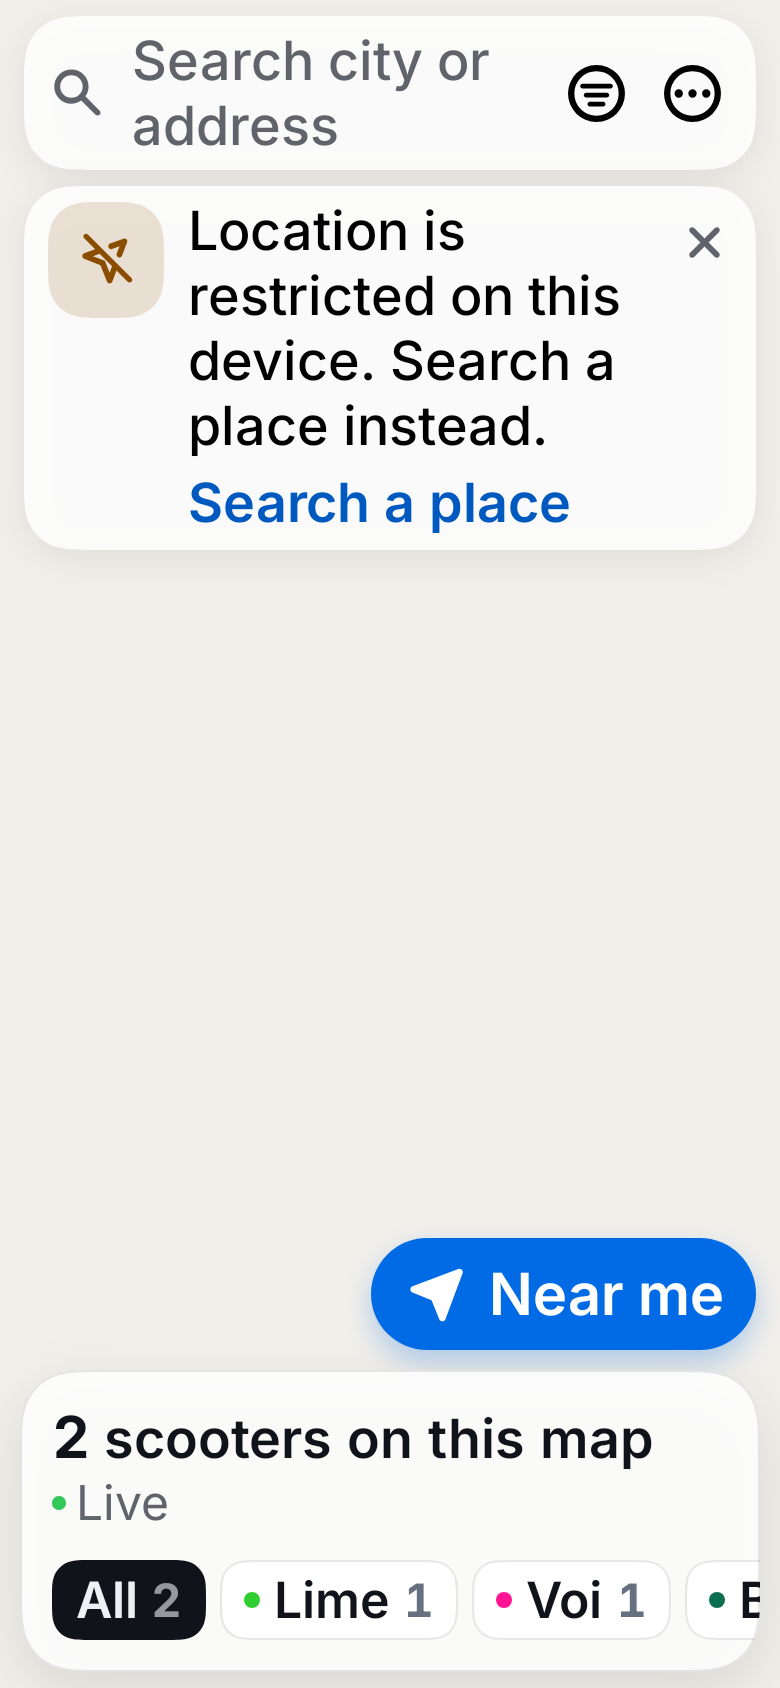 Search city or
address
Location is
restricted on this
device. Search a
place instead.
Search a place
Near me
2 scooters on this map
Live
All 2
Lime 1
Voi 1